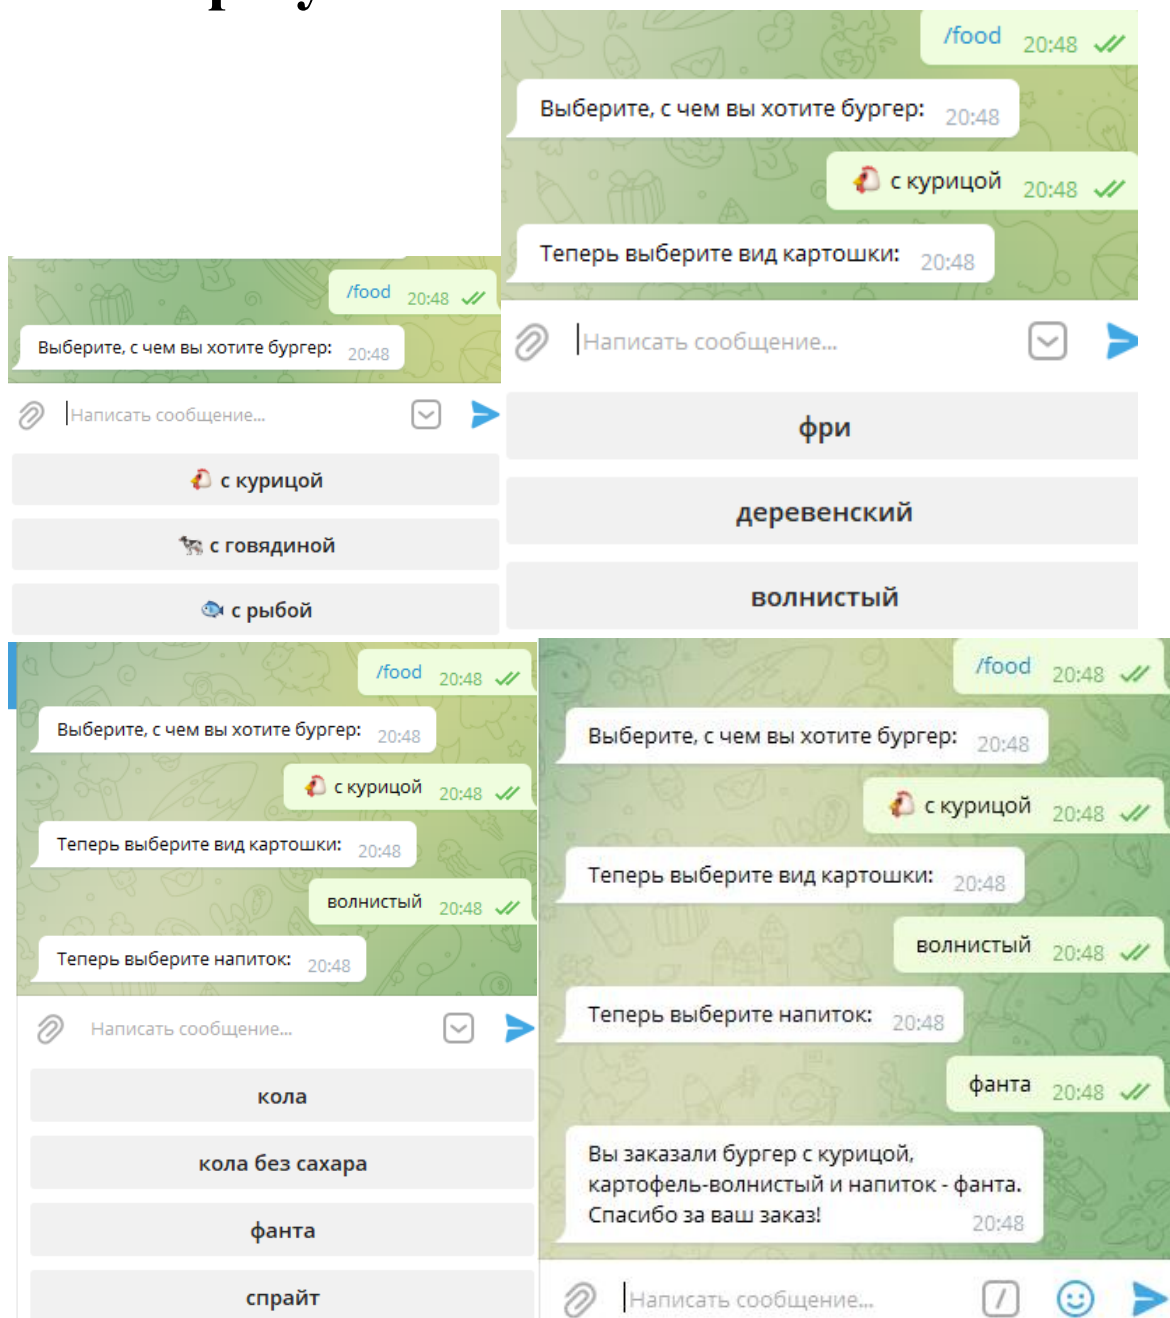 /food 20:48
Выберите, с чем вы хотите бургер: 20:48
Написать сообщение...
с курицой
с говядиной
с рыбой
/food 20:48
Выберите, с чем вы хотите бургер: 20:48
с курицой 20:48
Теперь выберите вид картошки: 20:48
Написать сообщение...
фри
деревенский
волнистый
/food 20:48
Выберите, с чем вы хотите бургер: 20:48
с курицой 20:48
Теперь выберите вид картошки: 20:48
волнистый 20:48
Теперь выберите напиток: 20:48
Написать сообщение...
кола
кола без сахара
фанта
спрайт
/food 20:48
Выберите, с чем вы хотите бургер: 20:48
с курицой 20:48
Теперь выберите вид картошки: 20:48
волнистый 20:48
Теперь выберите напиток: 20:48
фанта 20:48
Вы заказали бургер с курицой,
картофель-волнистый и напиток - фанта.
Спасибо за ваш заказ! 20:48
Написать сообщение...